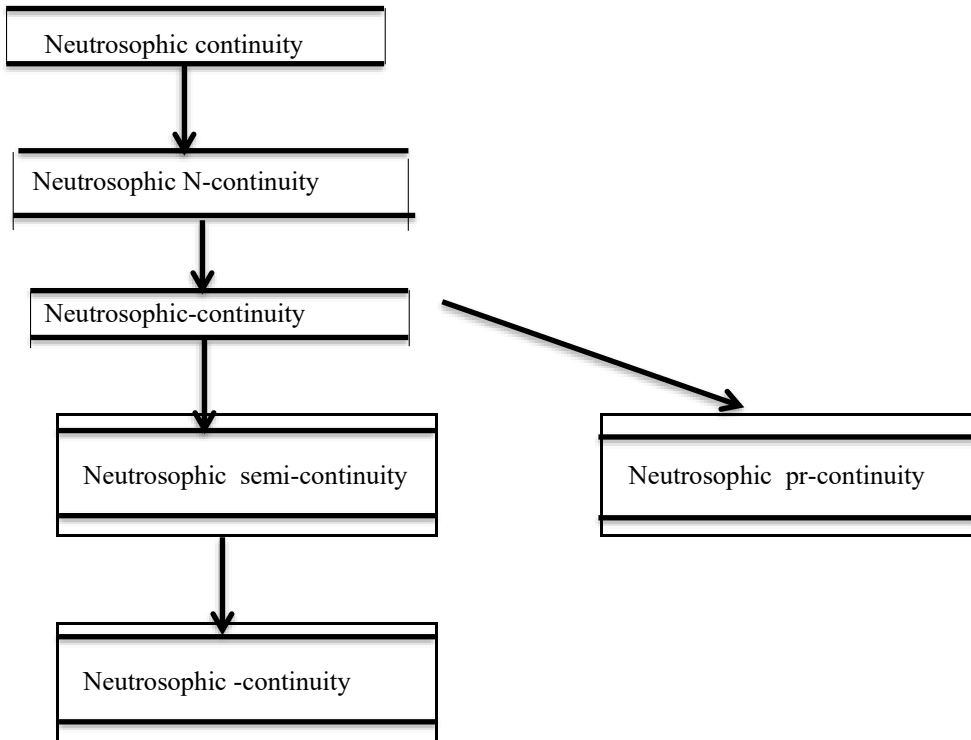 Neutrosophic continuity
Neutrosophic N-continuity
Neutrosophic-continuity
Neutrosophic semi-continuity
Neutrosophic pr-continuity
Neutrosophic -continuity